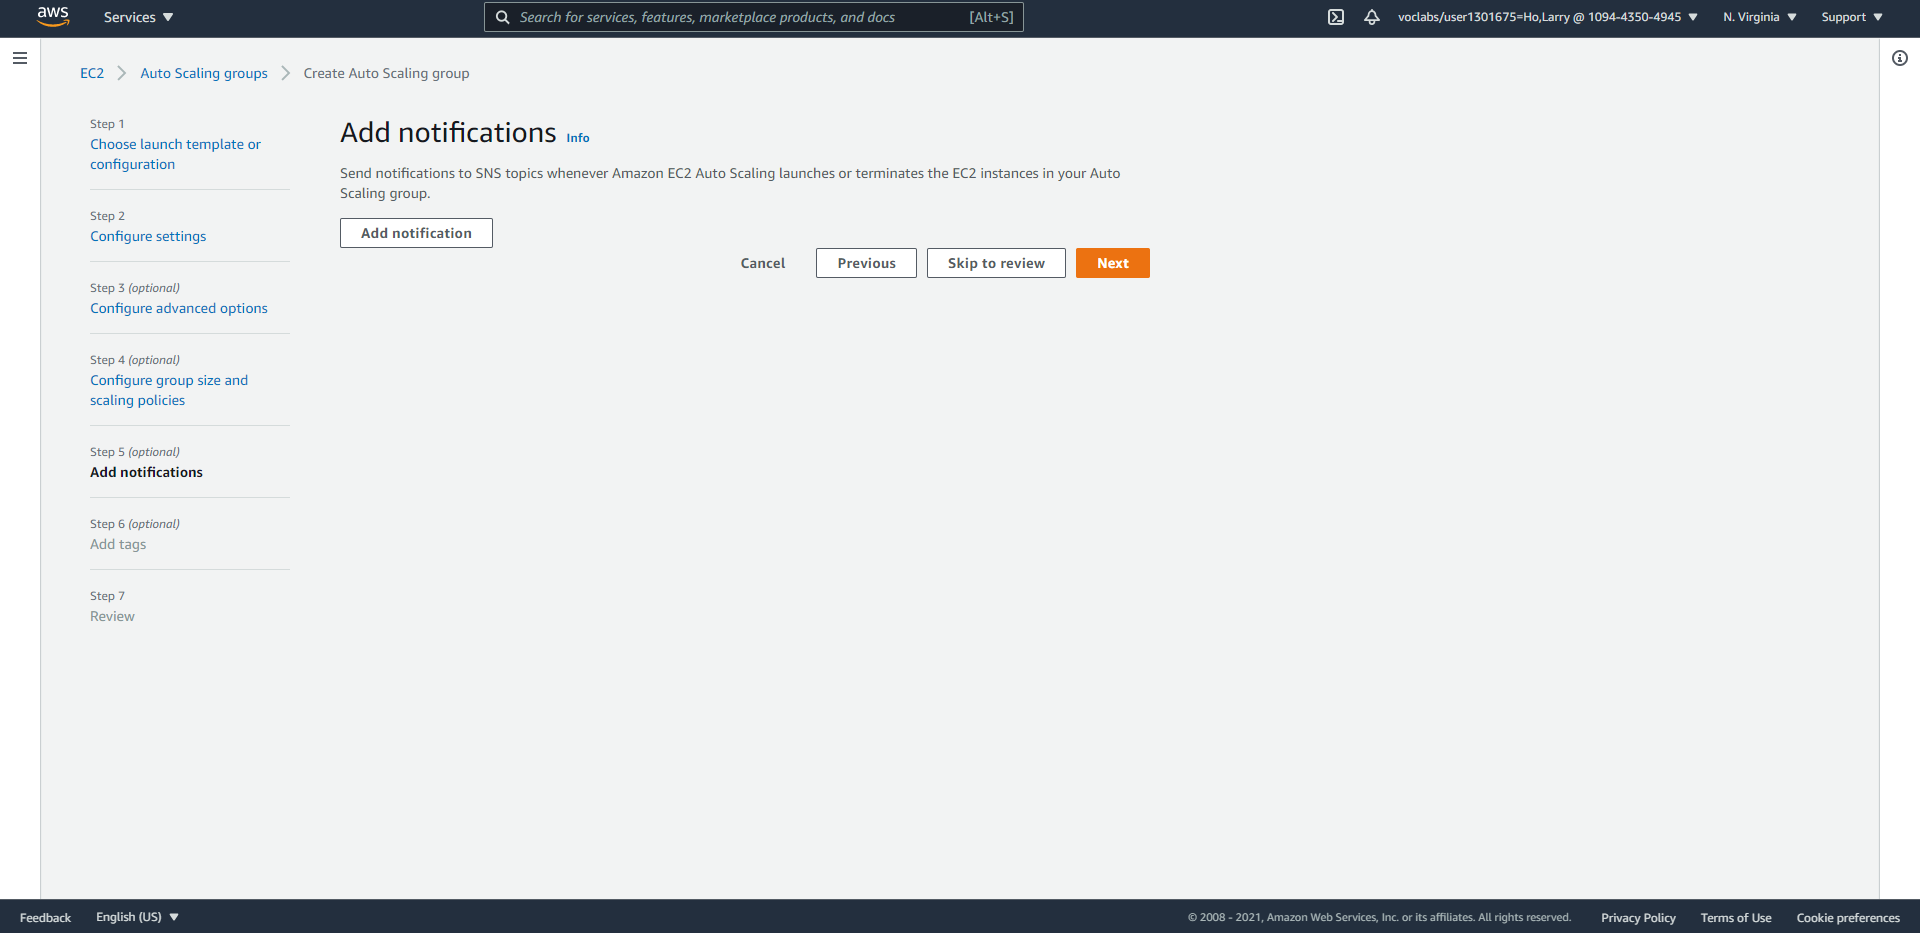 aws
Services
Search for services, features, marketplace products, and docs [Alt+S]
voclabs/user1301675=Ho,Larry @ 1094-4350-4945
N. Virginia
Support
EC2
Auto Scaling groups
Create Auto Scaling group
Step 1
Choose launch template or
configuration
Step 2
Configure settings
Step 3 (optional)
Configure advanced options
Step 4 (optional)
Configure group size and
scaling policies
Step 5 (optional)
Add notifications
Step 6 (optional)
Add tags
Step 7
Review
Add notifications Info
Send notifications to SNS topics whenever Amazon EC2 Auto Scaling launches or terminates the EC2 instances in your Auto
Scaling group.
Add notification
Cancel
Previous
Skip to review
Next
Feedback
English (US)
© 2008 - 2021, Amazon Web Services, Inc. or its affiliates. All rights reserved.
Privacy Policy
Terms of Use
Cookie preferences